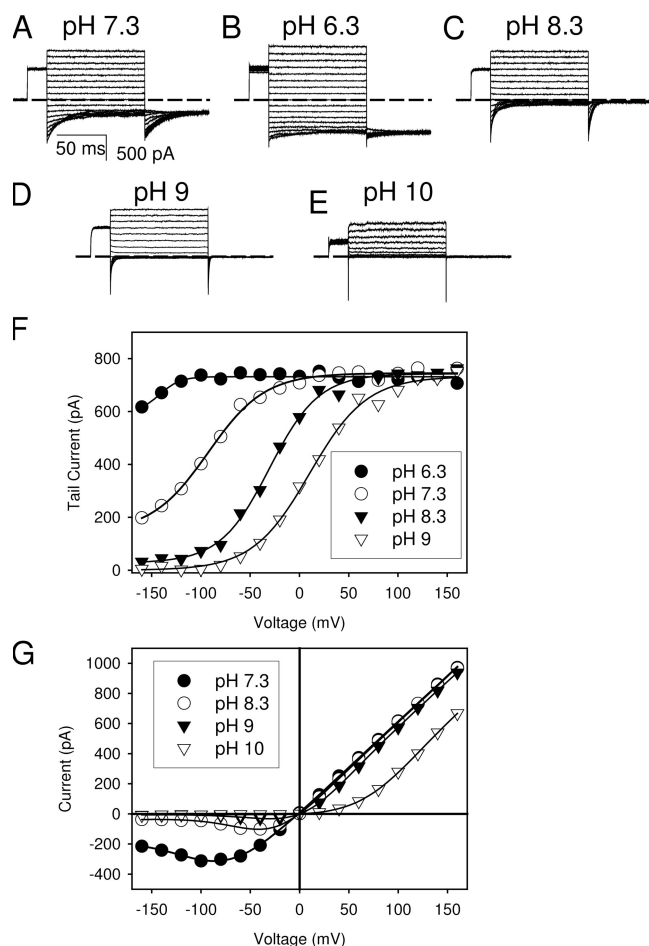 A
pH 7.3
B
pH 6.3
C
pH 8.3
50 ms
500 pA
D
pH 9
E
pH 10
F
Tail Current (pA)
800
600
400
200
0
pH 6.3
pH 7.3
pH 8.3
pH 9
-150 -100 -50 0 50 100 150
Voltage (mV)
G
Current (pA)
1000
800
600
400
200
0
-200
-400
pH 7.3
pH 8.3
pH 9
pH 10
-150 -100 -50 0 50 100 150
Voltage (mV)